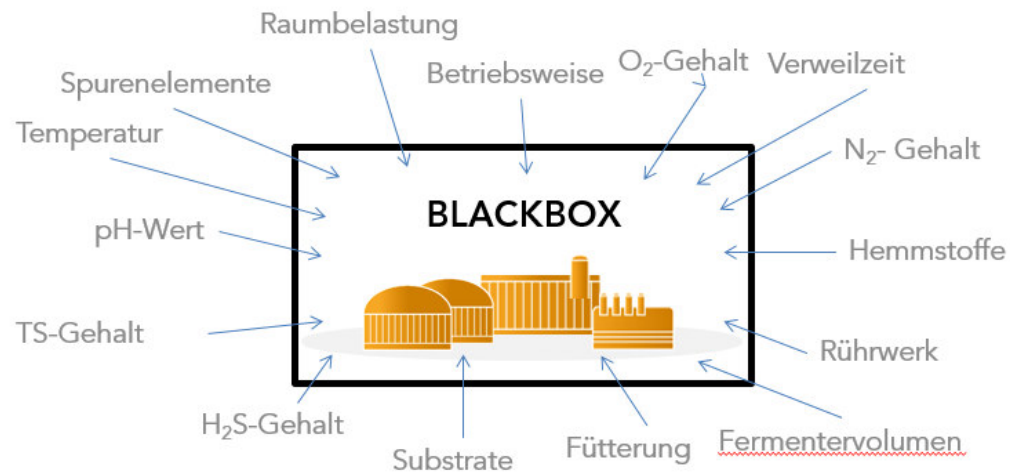 Raumbelastung
Betriebsweise
O₂-Gehalt
Verweilzeit
Spurenelemente
Temperatur
N₂- Gehalt
BLACKBOX
pH-Wert
Hemmstoffe
TS-Gehalt
Rührwerk
H₂S-Gehalt
Substrate
Fütterung
Fermentervolumen